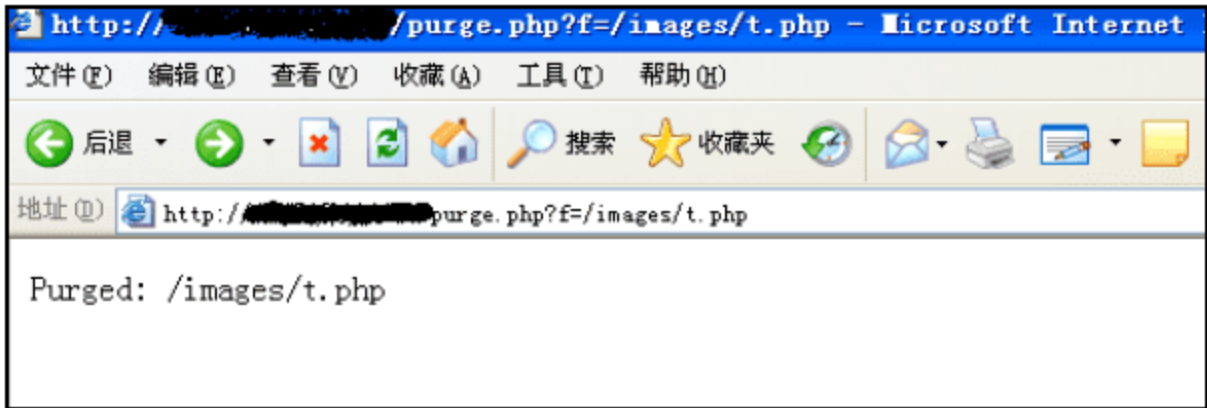 http:// /purge.php?f=/images/t.php - Microsoft Internet
文件(F) 编辑(E) 查看(V) 收藏(A) 工具(T) 帮助(H)
后退 搜索 收藏夹
地址(D) http:// purge.php?f=/images/t.php
Purged: /images/t.php